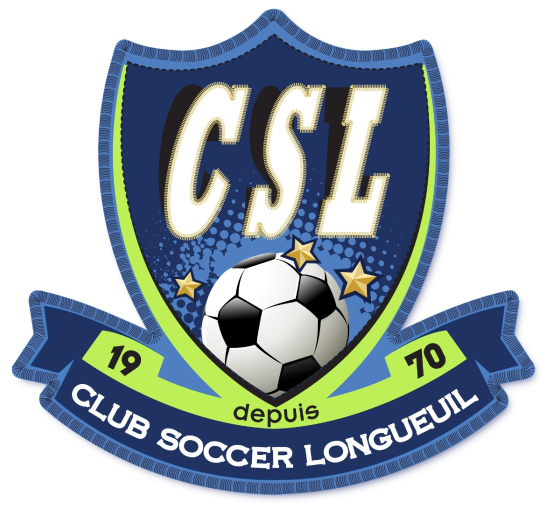 CSL
19 70
depuis
CLUB SOCCER LONGUEUIL